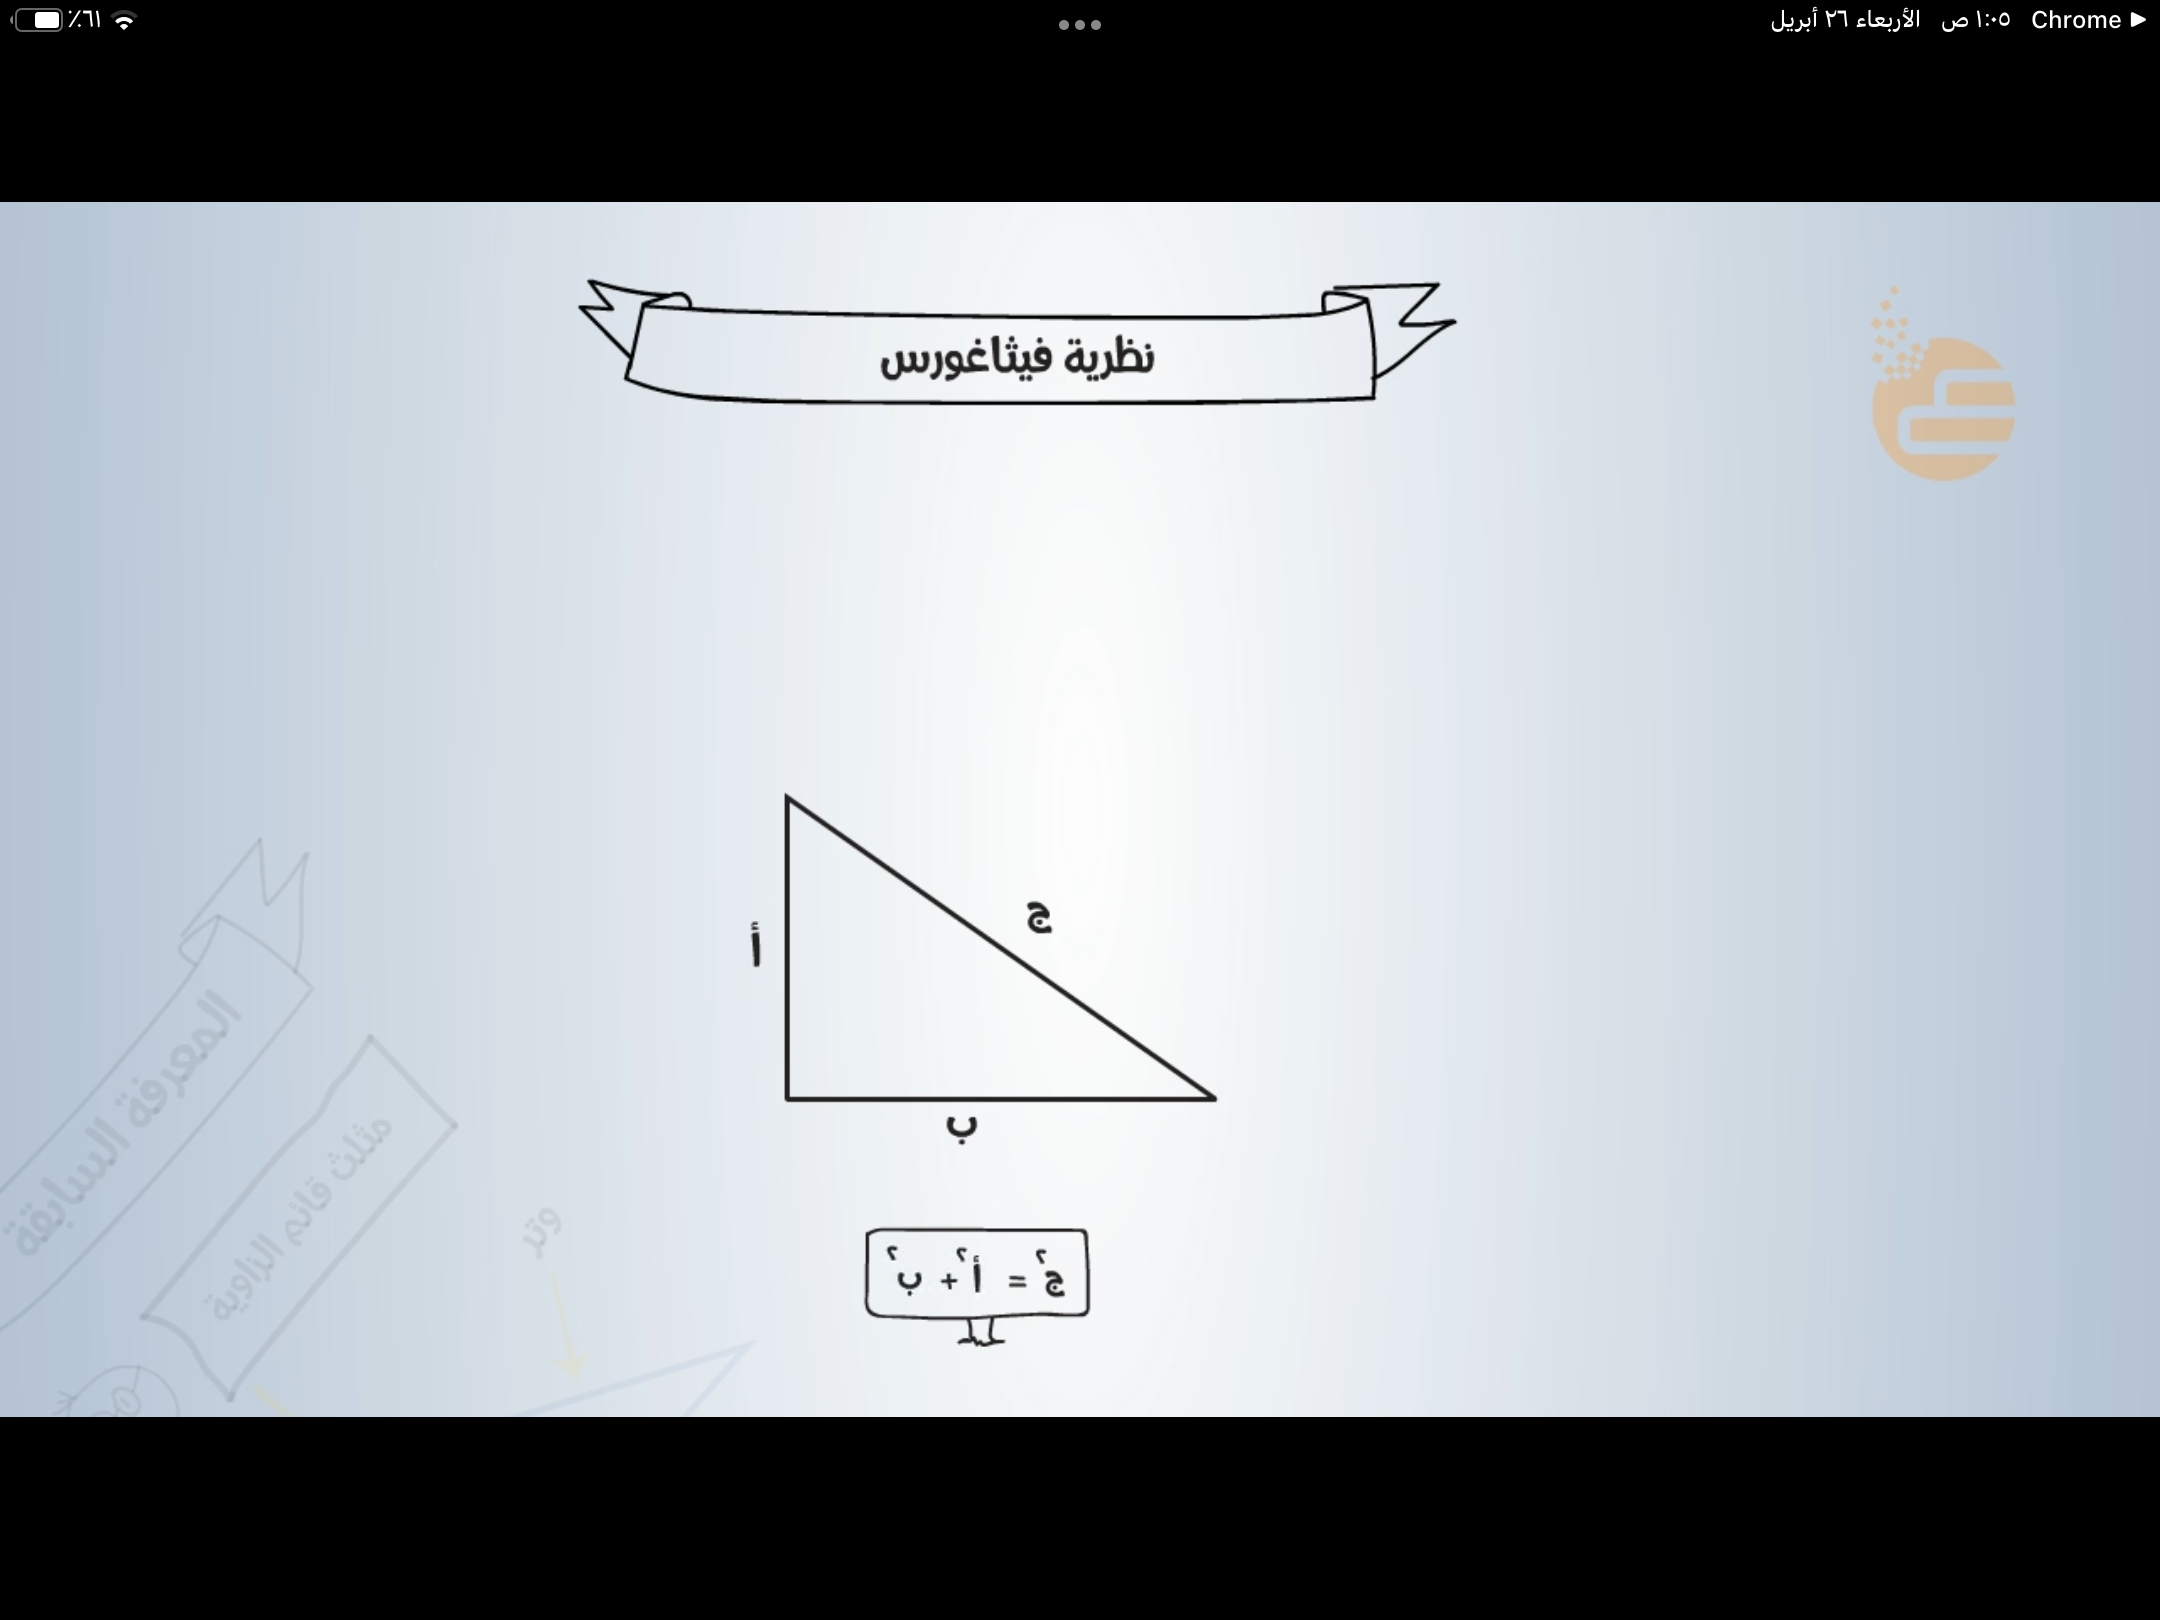 ▶ Chrome ١:٠٥ ص الأربعاء ٢٦ أبريل
٪٦١
نظرية فيثاغورس
ج
أ
ب
ج٢ = أ٢ + ب٢
المعرفة السابقة
مثلث قائم الزاوية
وتر